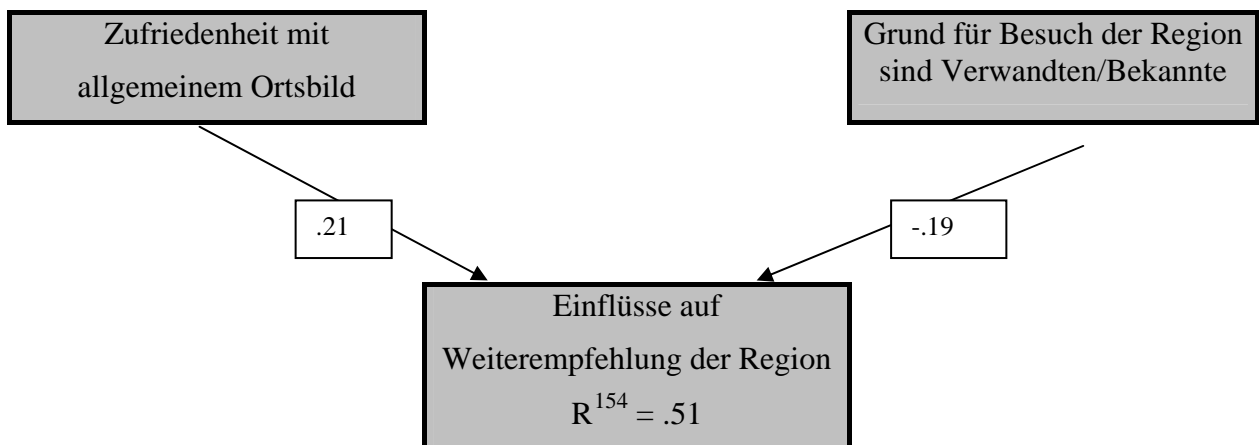 Zufriedenheit mit
allgemeinem Ortsbild
Grund für Besuch der Region
sind Verwandten/Bekannte
.21
-.19
Einflüsse auf
Weiterempfehlung der Region
R¹⁵⁴ = .51